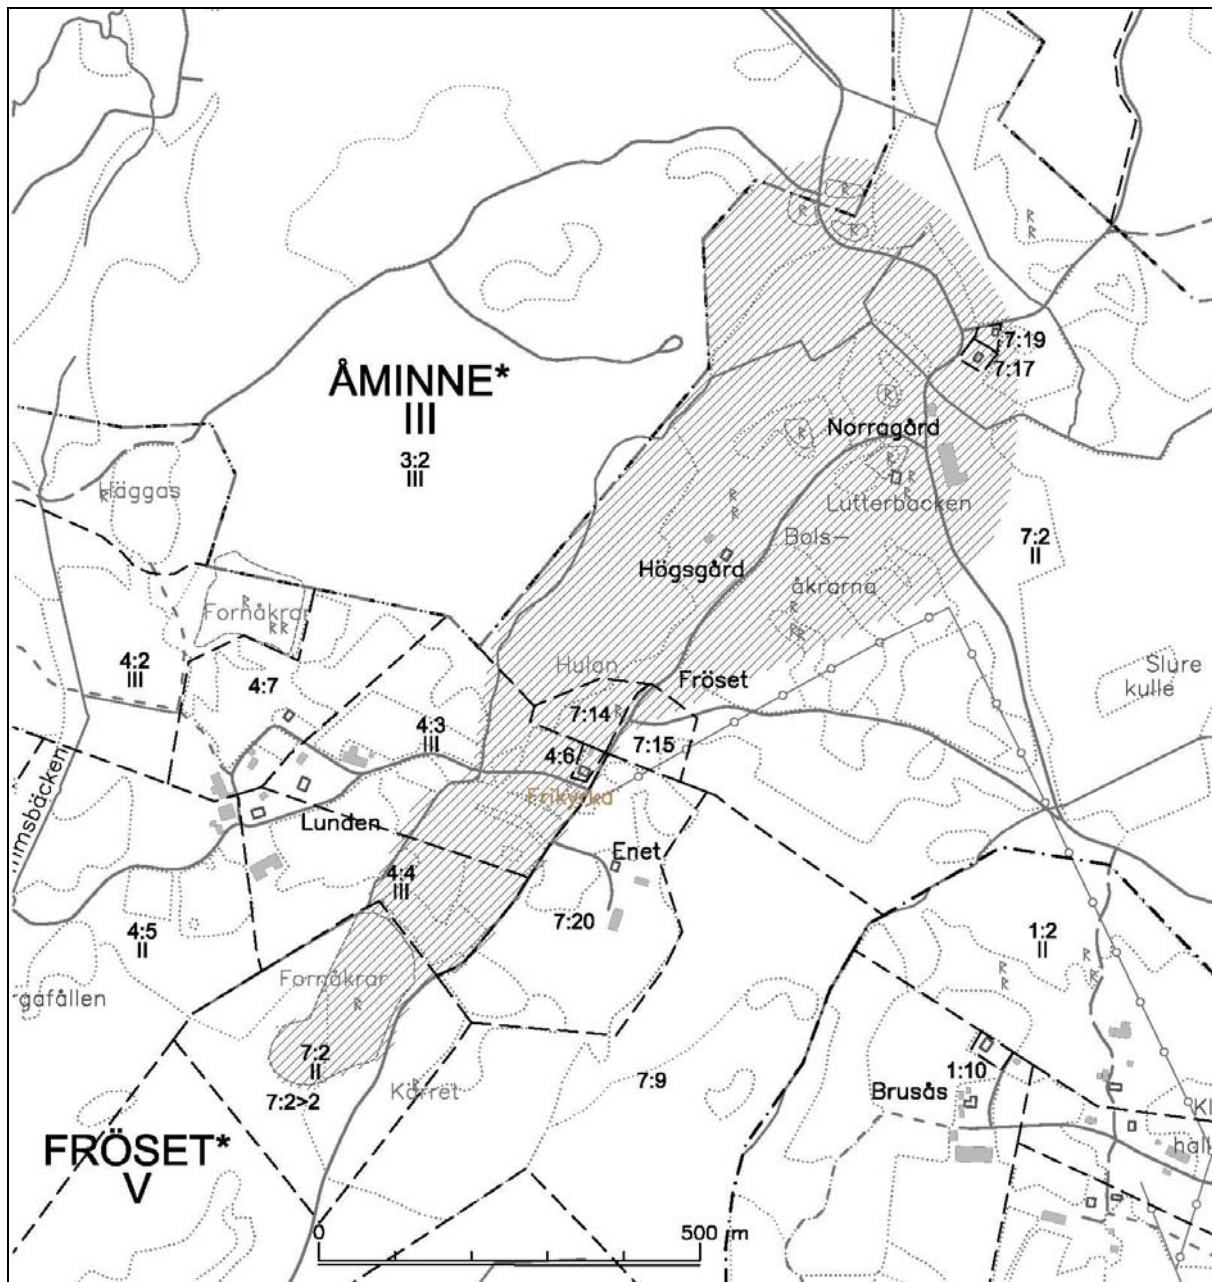 7:19
7:17
ÅMINNE*
III
3:2
III
Norragård
Häggas
Lutterbacken
Bols-
åkrarna
7:2
II
Högsgård
Fornåkrar
4:2
III
4:7
Hulan
Fröset
Slure
kulle
7:14
4:3
III
7:15
4:6
Frikyrka
Lunden
Enet
4:4
III
7:20
4:5
II
1:2
II
Fornåkrar
gafållen
7:2
II
7:2>2
Kärret
7:9
1:10
Brusås
FRÖSET*
V
0
500 m
R